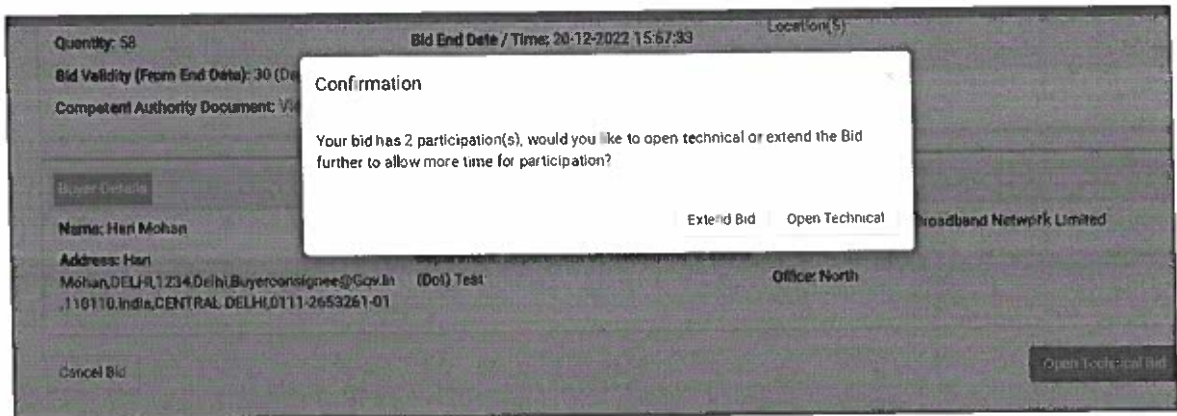 Quantity: 58
Bid End Date / Time: 20-12-2022 15:67:33
Location(S)
Bid Validity (From End Date): 30 (Da
Competent Authority Document: Vie
Confirmation
Your bid has 2 participation(s), would you like to open technical or extend the Bid
further to allow more time for participation?
Extend Bid Open Technical
Buyer Details
Name: Hari Mohan
Broadband Network Limited
Address: Hari
Mohan,DELHI,1234,Delhi,Buyerconsignee@Gov.In
,110110,India,CENTRAL DELHI,0111-2653261-01
(Dot) Test
Office: North
Cancel Bid
Open Technical Bid